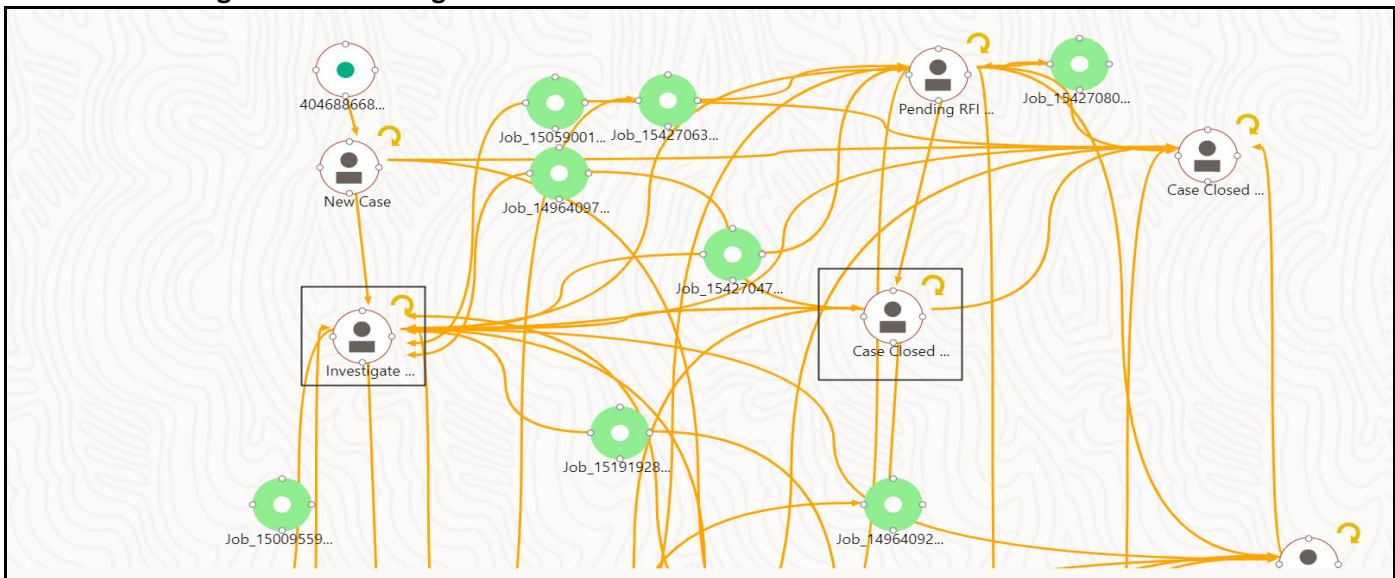 404688668...
Pending RFI ...
Job_15427080...
Job_15059001...
Job_15427063...
New Case
Job_14964097...
Case Closed ...
Job_15427047...
Investigate ...
Case Closed ...
Job_15191928...
Job_15009559...
Job_14964092...